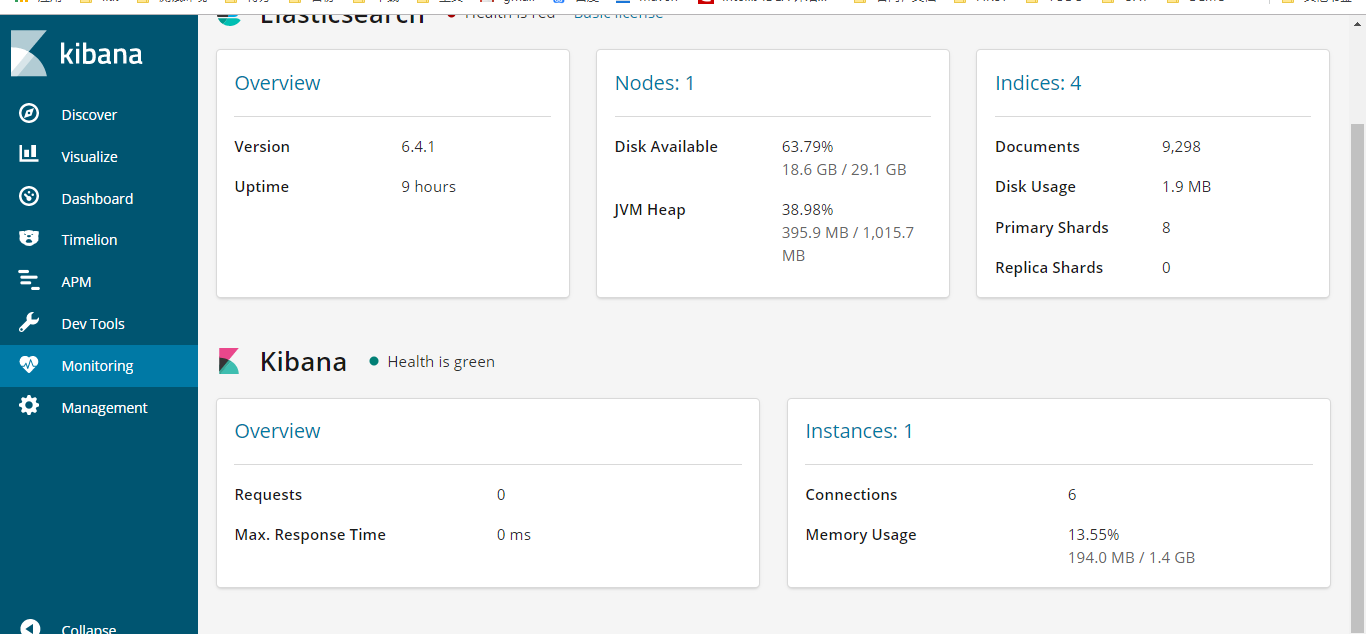 Elasticsearch Health is red Basic license
kibana
Discover
Visualize
Dashboard
Timelion
APM
Dev Tools
Monitoring
Management
Collapse
Overview
Version 6.4.1
Uptime 9 hours
Nodes: 1
Disk Available 63.79%
18.6 GB / 29.1 GB
JVM Heap 38.98%
395.9 MB / 1,015.7
MB
Indices: 4
Documents 9,298
Disk Usage 1.9 MB
Primary Shards 8
Replica Shards 0
Kibana Health is green
Overview
Requests 0
Max. Response Time 0 ms
Instances: 1
Connections 6
Memory Usage 13.55%
194.0 MB / 1.4 GB